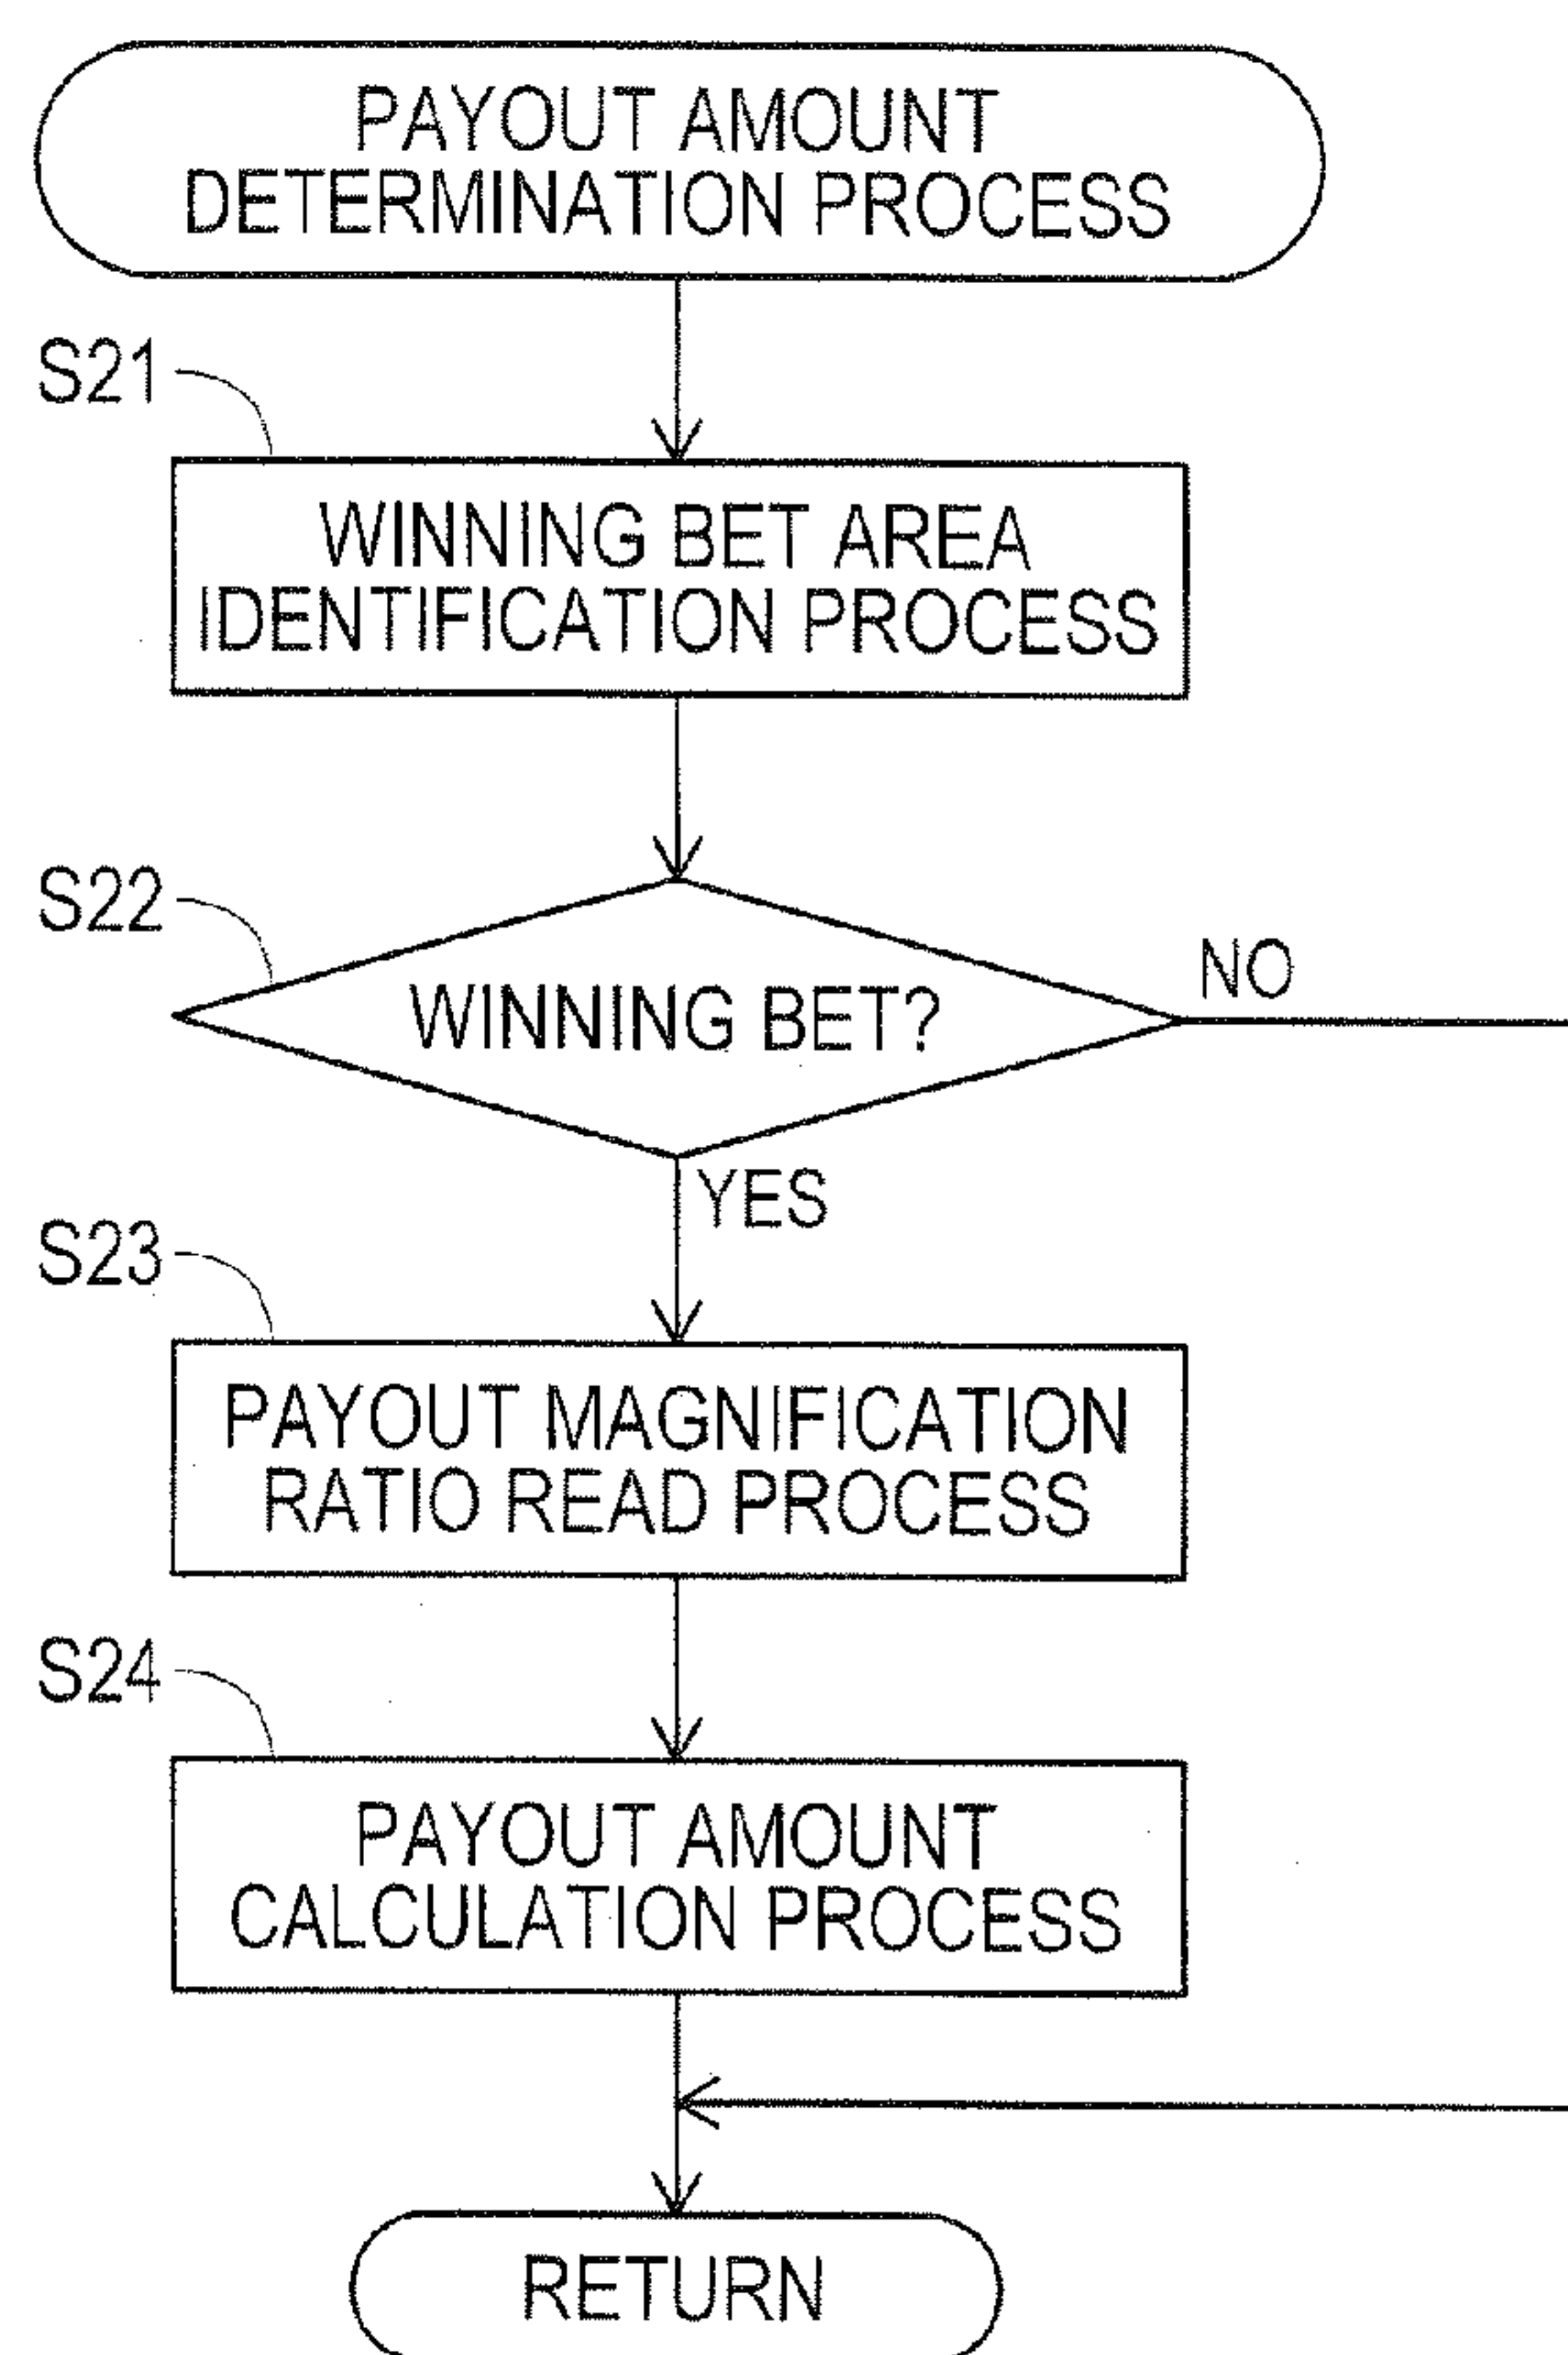 PAYOUT AMOUNT
DETERMINATION PROCESS
S21
WINNING BET AREA
IDENTIFICATION PROCESS
S22
WINNING BET?
NO
YES
S23
PAYOUT MAGNIFICATION
RATIO READ PROCESS
S24
PAYOUT AMOUNT
CALCULATION PROCESS
RETURN